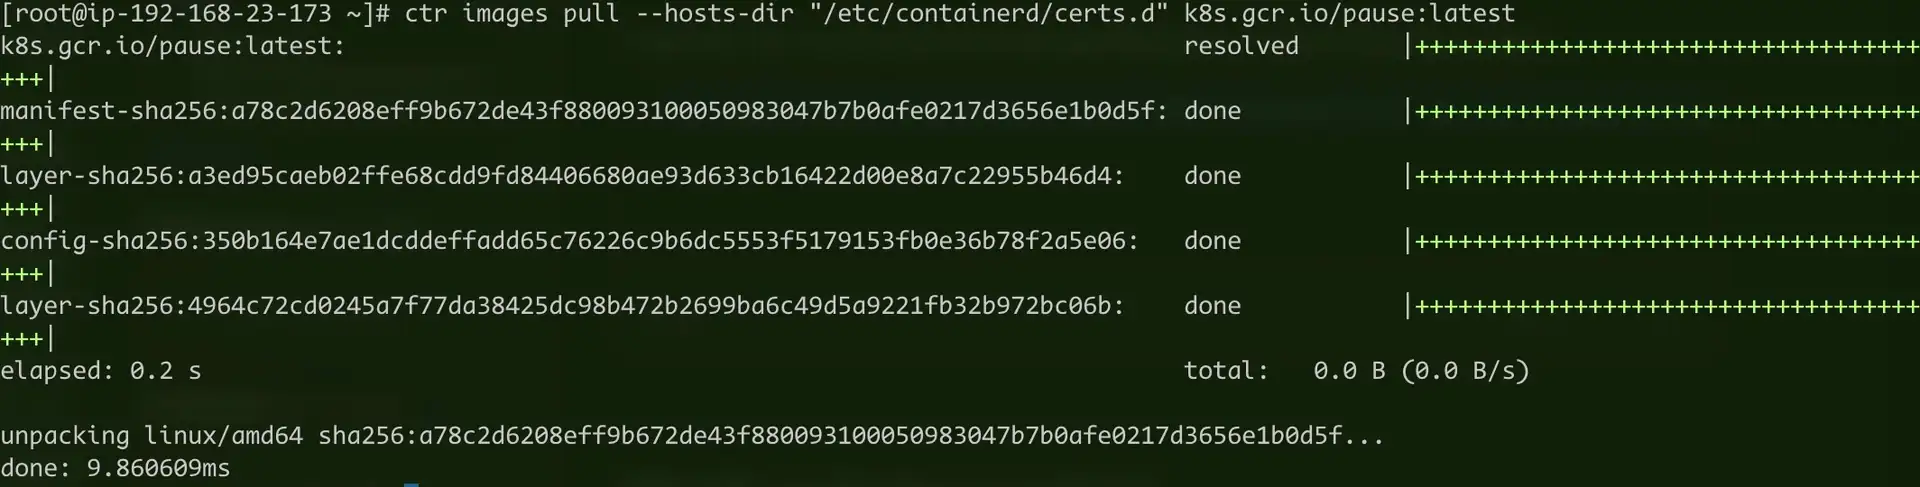 [root@ip-192-168-23-173 ~]# ctr images pull --hosts-dir "/etc/containerd/certs.d" k8s.gcr.io/pause:latest
k8s.gcr.io/pause:latest: resolved |+++++++++++++++++++++++++++++++++++
+++|
manifest-sha256:a78c2d6208eff9b672de43f880093100050983047b7b0afe0217d3656e1b0d5f: done |+++++++++++++++++++++++++++++++++++
+++|
layer-sha256:a3ed95caeb02ffe68cdd9fd84406680ae93d633cb16422d00e8a7c22955b46d4: done |+++++++++++++++++++++++++++++++++++
+++|
config-sha256:350b164e7ae1dcddeffadd65c76226c9b6dc5553f5179153fb0e36b78f2a5e06: done |+++++++++++++++++++++++++++++++++++
+++|
layer-sha256:4964c72cd0245a7f77da38425dc98b472b2699ba6c49d5a9221fb32b972bc06b: done |+++++++++++++++++++++++++++++++++++
+++|
elapsed: 0.2 s total: 0.0 B (0.0 B/s)
unpacking linux/amd64 sha256:a78c2d6208eff9b672de43f880093100050983047b7b0afe0217d3656e1b0d5f...
done: 9.860609ms